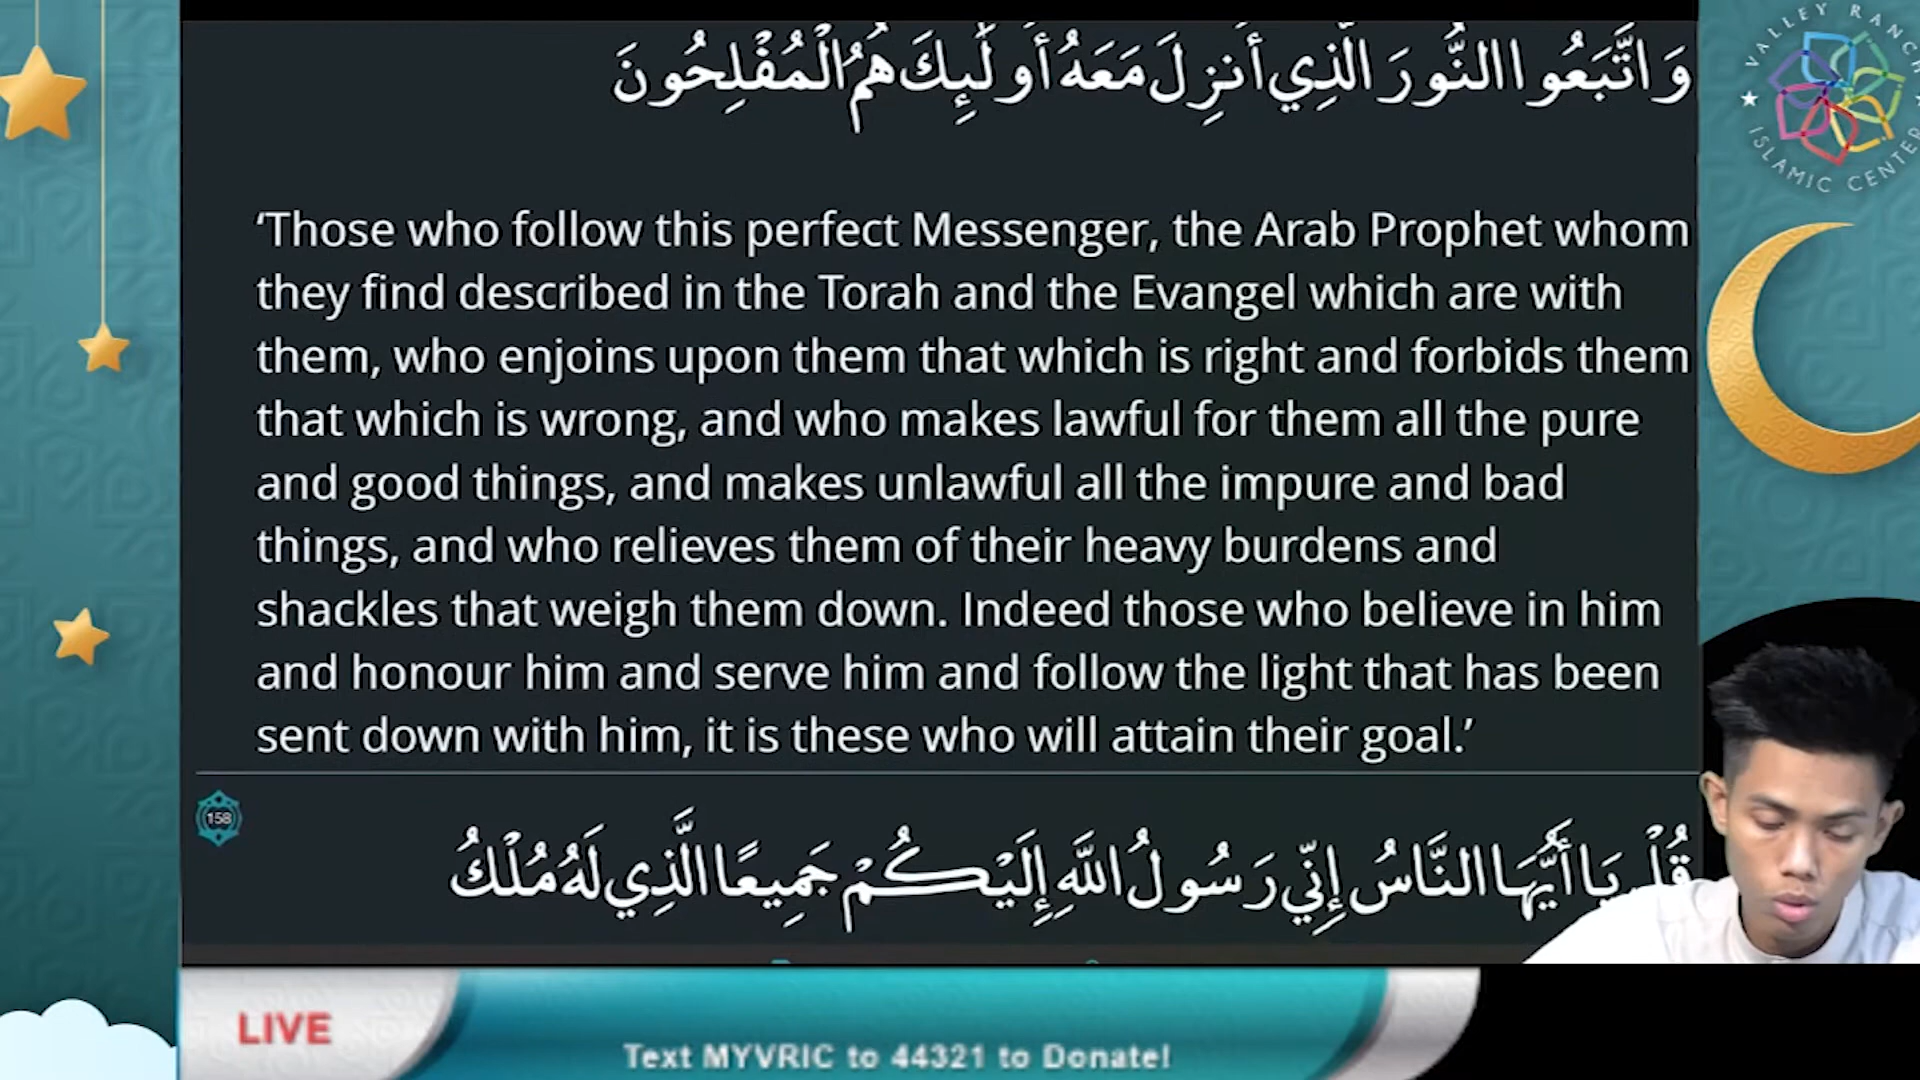 وَاتَّبَعُوا النُّورَ الَّذِي أُنزِلَ مَعَهُ أُولَٰئِكَ هُمُ الْمُفْلِحُونَ
VALLEY RANCH
ISLAMIC CENTER
‘Those who follow this perfect Messenger, the Arab Prophet whom
they find described in the Torah and the Evangel which are with
them, who enjoins upon them that which is right and forbids them
that which is wrong, and who makes lawful for them all the pure
and good things, and makes unlawful all the impure and bad
things, and who relieves them of their heavy burdens and
shackles that weigh them down. Indeed those who believe in him
and honour him and serve him and follow the light that has been
sent down with him, it is these who will attain their goal.’
158
قُلْ يَا أَيُّهَا النَّاسُ إِنِّي رَسُولُ اللَّهِ إِلَيْكُمْ جَمِيعًا الَّذِي لَهُ مُلْكُ
LIVE
Text MYVRIC to 44321 to Donate!